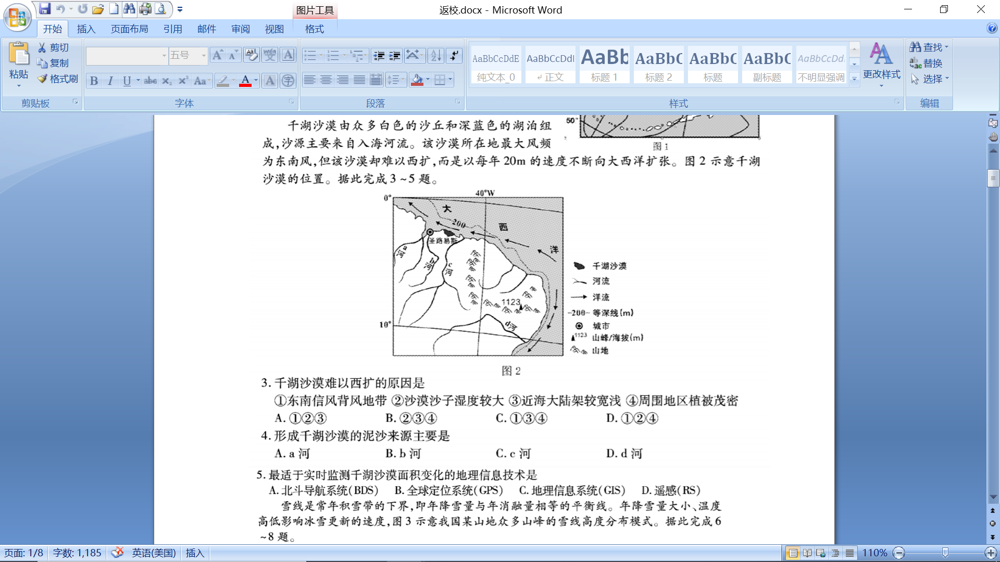 返校.docx - Microsoft Word
图片工具
开始
插入
页面布局
引用
邮件
审阅
视图
格式
粘贴
剪切
复制
格式刷
剪贴板
五号
字体
段落
AaBbCcDdE
AaBbCcDdI
AaBb
AaBbC
AaBbC
AaBbC
AaBbCcDd
纯文本_0
正文
标题 1
标题 2
标题
副标题
不明显强调
更改样式
样式
查找
替换
选择
编辑
50°
图 1
千湖沙漠由众多白色的沙丘和深蓝色的湖泊组
成,沙源主要来自入海河流。该沙漠所在地最大风频
为东南风,但该沙漠却难以西扩,而是以每年 20m 的速度不断向大西洋扩张。图 2 示意千湖
沙漠的位置。据此完成 3 ~ 5 题。
40°W
0°
大
西
洋
200
圣路易斯
a河
b河
c河
1123
d河
10°
千湖沙漠
河流
洋流
-200- 等深线(m)
城市
1123 山峰/海拔(m)
山地
图 2
3. 千湖沙漠难以西扩的原因是
①东南信风背风地带 ②沙漠沙子湿度较大 ③近海大陆架较宽浅 ④周围地区植被茂密
A. ①②③ B. ②③④ C. ①③④ D. ①②④
4. 形成千湖沙漠的泥沙来源主要是
A. a 河 B. b 河 C. c 河 D. d 河
5. 最适于实时监测千湖沙漠面积变化的地理信息技术是
A. 北斗导航系统(BDS) B. 全球定位系统(GPS) C. 地理信息系统(GIS) D. 遥感(RS)
雪线是常年积雪带的下界,即年降雪量与年消融量相等的平衡线。年降雪量大小、温度
高低影响冰雪更新的速度,图 3 示意我国某山地众多山峰的雪线高度分布模式。据此完成 6
~8 题。
页面: 1/8
字数: 1,185
英语(美国)
插入
110%